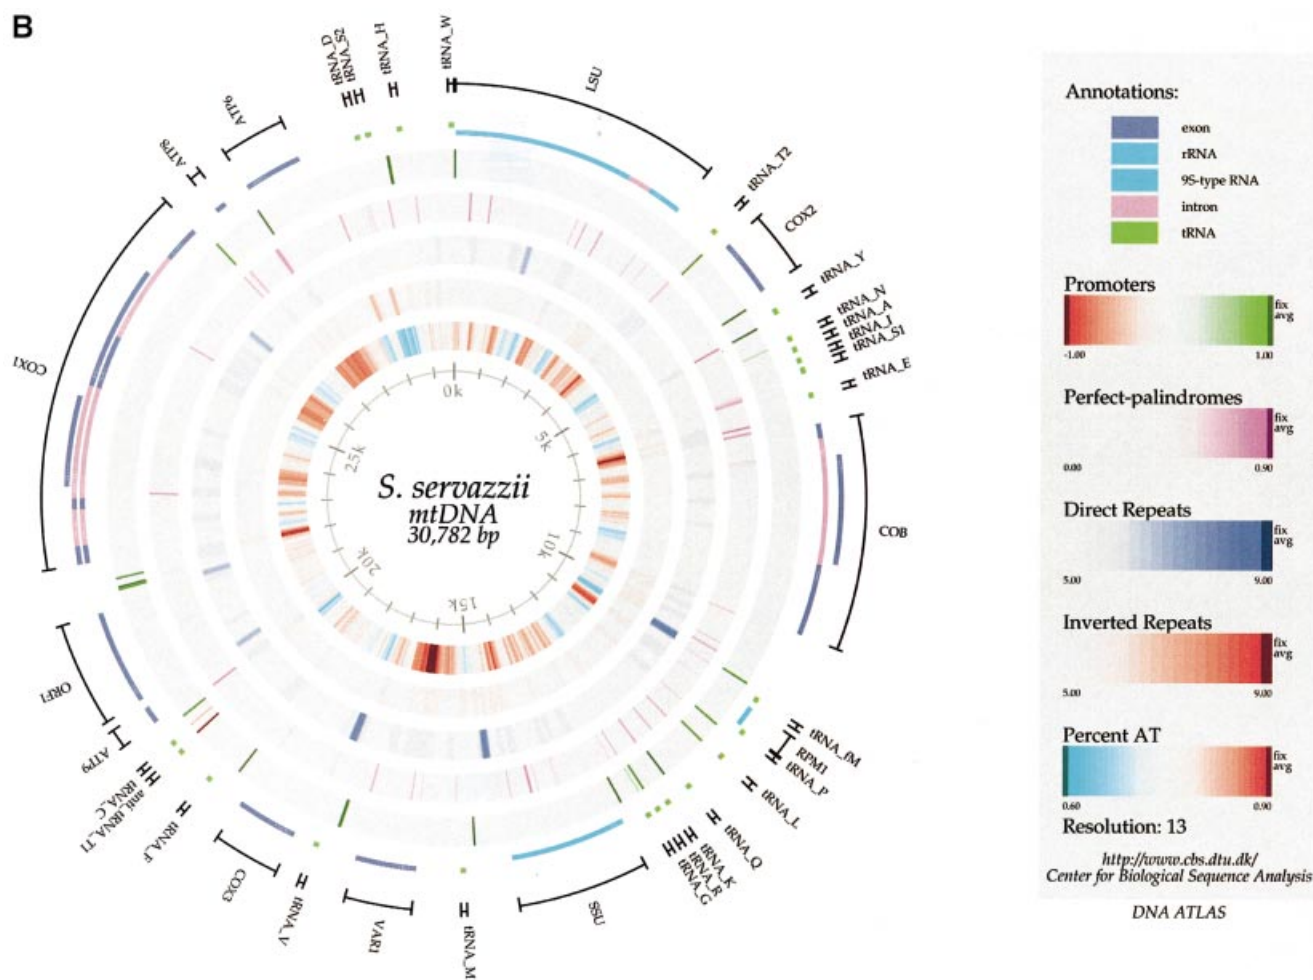 B
tRNA_W
LSU
tRNA_T2
COX2
tRNA_Y
tRNA_N
tRNA_A
tRNA_I
tRNA_S1
tRNA_E
COB
tRNA_fM
RPM1
tRNA_P
tRNA_L
tRNA_Q
tRNA_K
tRNA_R
tRNA_G
SSU
tRNA_M
VAR1
tRNA_V
COX3
tRNA_F
anti_tRNA_T1
tRNA_C
ATP9
ORF1
COX1
ATP8
ATP6
tRNA_D
tRNA_S2
tRNA_H
0k
5k
10k
15k
20k
25k
S. servazzii
mtDNA
30,782 bp
Annotations:
exon
rRNA
9S-type RNA
intron
tRNA
Promoters
fix
avg
-1.00 1.00
Perfect-palindromes
fix
avg
0.00 0.90
Direct Repeats
fix
avg
5.00 9.00
Inverted Repeats
fix
avg
5.00 9.00
Percent AT
fix
avg
0.60 0.90
Resolution: 13
http://www.cbs.dtu.dk/
Center for Biological Sequence Analysis
DNA ATLAS